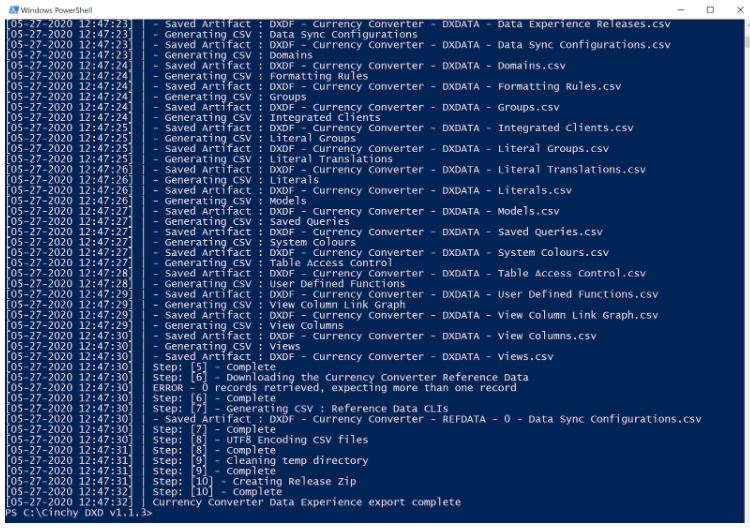 Windows PowerShell
[05-27-2020 12:47:23] | - Saved Artifact : DXDF - Currency Converter - DXDATA - Data Experience Releases.csv
[05-27-2020 12:47:23] | - Generating CSV : Data Sync Configurations
[05-27-2020 12:47:23] | - Saved Artifact : DXDF - Currency Converter - DXDATA - Data Sync Configurations.csv
[05-27-2020 12:47:23] | - Generating CSV : Domains
[05-27-2020 12:47:24] | - Saved Artifact : DXDF - Currency Converter - DXDATA - Domains.csv
[05-27-2020 12:47:24] | - Generating CSV : Formatting Rules
[05-27-2020 12:47:24] | - Saved Artifact : DXDF - Currency Converter - DXDATA - Formatting Rules.csv
[05-27-2020 12:47:24] | - Generating CSV : Groups
[05-27-2020 12:47:24] | - Saved Artifact : DXDF - Currency Converter - DXDATA - Groups.csv
[05-27-2020 12:47:24] | - Generating CSV : Integrated Clients
[05-27-2020 12:47:25] | - Saved Artifact : DXDF - Currency Converter - DXDATA - Integrated Clients.csv
[05-27-2020 12:47:25] | - Generating CSV : Literal Groups
[05-27-2020 12:47:25] | - Saved Artifact : DXDF - Currency Converter - DXDATA - Literal Groups.csv
[05-27-2020 12:47:25] | - Generating CSV : Literal Translations
[05-27-2020 12:47:26] | - Saved Artifact : DXDF - Currency Converter - DXDATA - Literal Translations.csv
[05-27-2020 12:47:26] | - Generating CSV : Literals
[05-27-2020 12:47:26] | - Saved Artifact : DXDF - Currency Converter - DXDATA - Literals.csv
[05-27-2020 12:47:26] | - Generating CSV : Models
[05-27-2020 12:47:27] | - Saved Artifact : DXDF - Currency Converter - DXDATA - Models.csv
[05-27-2020 12:47:27] | - Generating CSV : Saved Queries
[05-27-2020 12:47:27] | - Saved Artifact : DXDF - Currency Converter - DXDATA - Saved Queries.csv
[05-27-2020 12:47:27] | - Generating CSV : System Colours
[05-27-2020 12:47:27] | - Saved Artifact : DXDF - Currency Converter - DXDATA - System Colours.csv
[05-27-2020 12:47:27] | - Generating CSV : Table Access Control
[05-27-2020 12:47:28] | - Saved Artifact : DXDF - Currency Converter - DXDATA - Table Access Control.csv
[05-27-2020 12:47:28] | - Generating CSV : User Defined Functions
[05-27-2020 12:47:29] | - Saved Artifact : DXDF - Currency Converter - DXDATA - User Defined Functions.csv
[05-27-2020 12:47:29] | - Generating CSV : View Column Link Graph
[05-27-2020 12:47:29] | - Saved Artifact : DXDF - Currency Converter - DXDATA - View Column Link Graph.csv
[05-27-2020 12:47:29] | - Generating CSV : View Columns
[05-27-2020 12:47:30] | - Saved Artifact : DXDF - Currency Converter - DXDATA - View Columns.csv
[05-27-2020 12:47:30] | - Generating CSV : Views
[05-27-2020 12:47:30] | - Saved Artifact : DXDF - Currency Converter - DXDATA - Views.csv
[05-27-2020 12:47:30] | Step: [5] - Complete
[05-27-2020 12:47:30] | Step: [6] - Downloading the Currency Converter Reference Data
[05-27-2020 12:47:30] | ERROR - 0 records retrieved, expecting more than one record
[05-27-2020 12:47:30] | Step: [6] - Complete
[05-27-2020 12:47:30] | Step: [7] - Generating CSV : Reference Data CLIs
[05-27-2020 12:47:30] | - Saved Artifact : DXDF - Currency Converter - REFDATA - 0 - Data Sync Configurations.csv
[05-27-2020 12:47:30] | Step: [7] - Complete
[05-27-2020 12:47:30] | Step: [8] - UTF8 Encoding CSV files
[05-27-2020 12:47:31] | Step: [8] - Complete
[05-27-2020 12:47:31] | Step: [9] - Cleaning temp directory
[05-27-2020 12:47:31] | Step: [9] - Complete
[05-27-2020 12:47:31] | Step: [10] - Creating Release Zip
[05-27-2020 12:47:32] | Step: [10] - Complete
[05-27-2020 12:47:32] | Currency Converter Data Experience export complete
PS C:\Cinchy DXD v1.1.3>